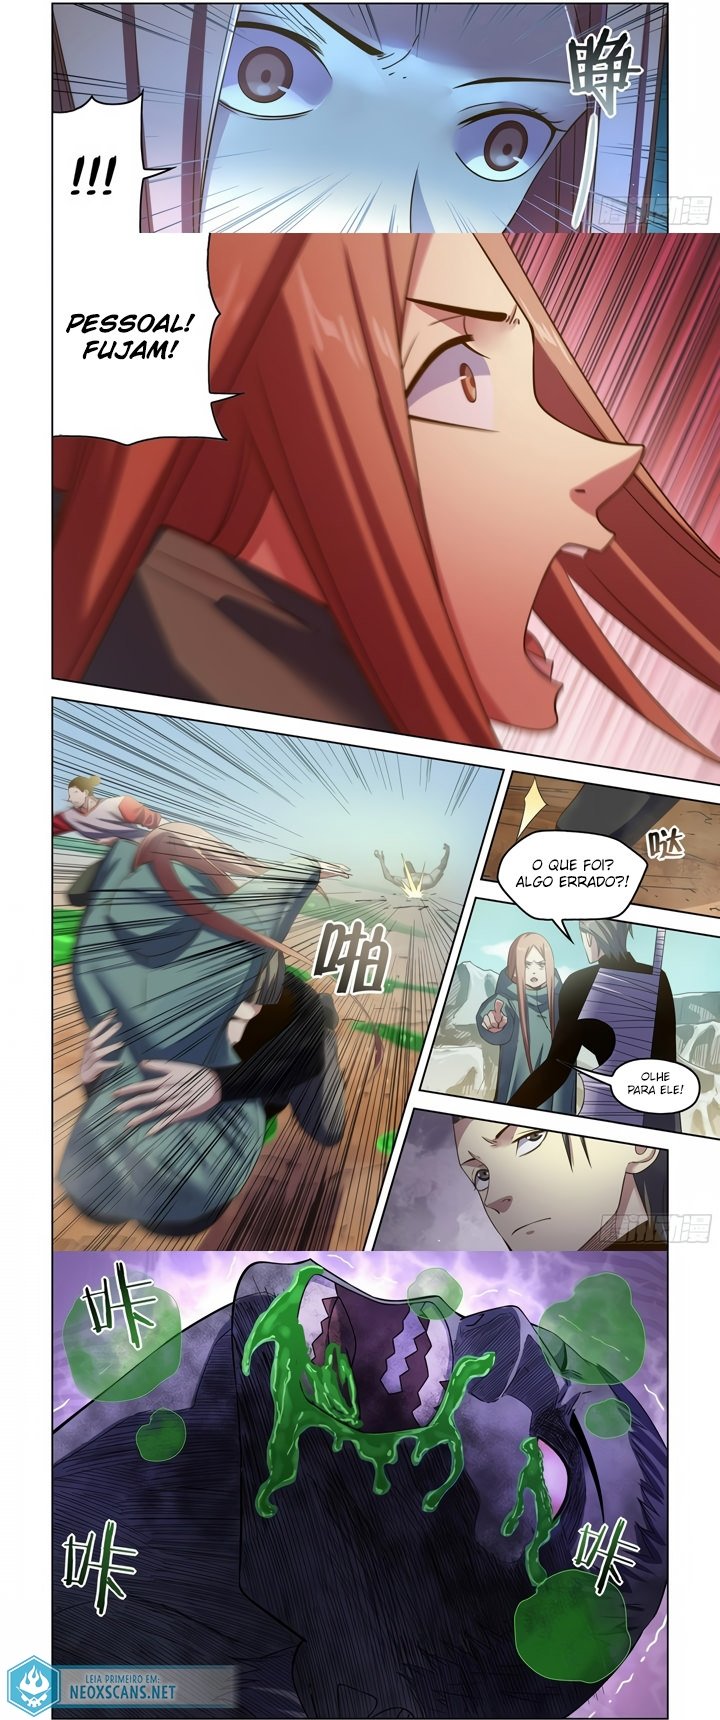 睁
!!!
PESSOAL!
FUJAM!
哒
O QUE FOI?
ALGO ERRADO?!
啪
OLHE
PARA ELE!
咔
咔
咔
LEIA PRIMEIRO EM:
NEOXSCANS.NET